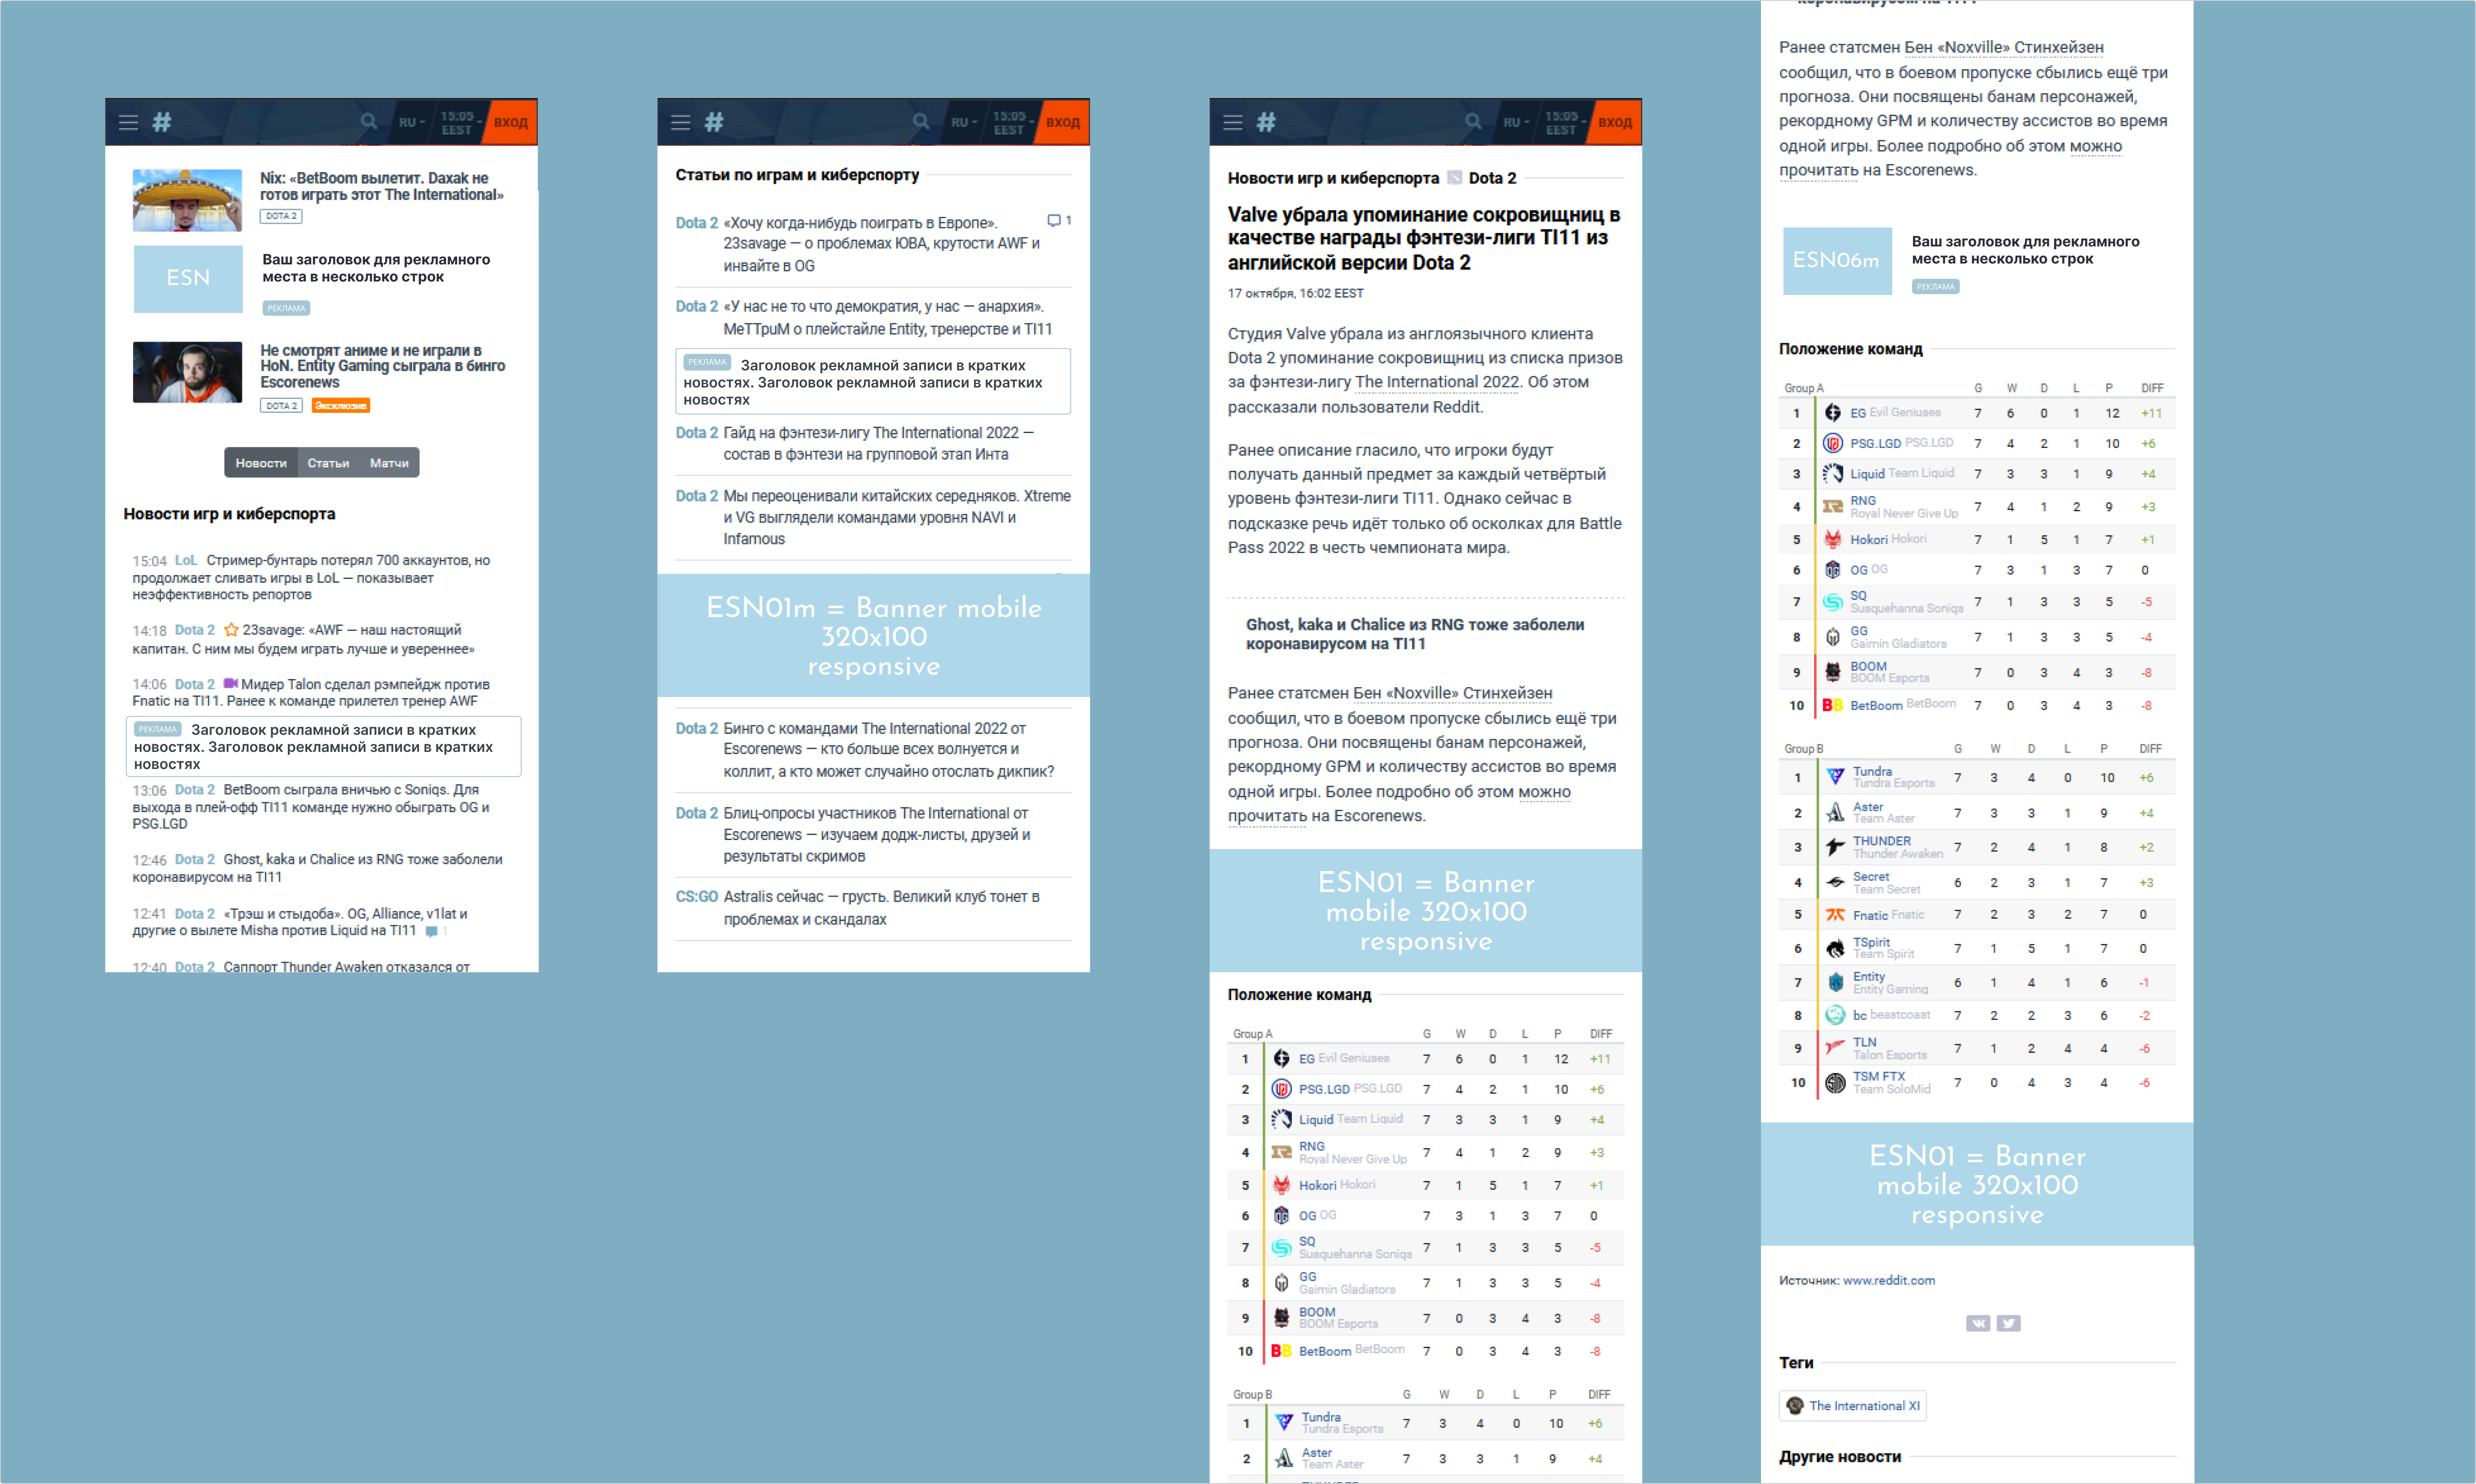 #
RU
15:05 EEST
ВХОД
Nix: «BetBoom вылетит. Daxak не
готов играть этот The International»
DOTA 2
ESN
Ваш заголовок для рекламного
места в несколько строк
РЕКЛАМА
Не смотрят аниме и не играли в
HoN. Entity Gaming сыграла в бинго
Escorenews
DOTA 2 Эксклюзив
Новости Статьи Матчи
Новости игр и киберспорта
15:04 LoL Стример-бунтарь потерял 700 аккаунтов, но
продолжает сливать игры в LoL — показывает
неэффективность репортов
14:18 Dota 2 23savage: «AWF — наш настоящий
капитан. С ним мы будем играть лучше и увереннее»
14:06 Dota 2 Мидер Talon сделал рэмпейдж против
Fnatic на TI11. Ранее к команде прилетел тренер AWF
РЕКЛАМА Заголовок рекламной записи в кратких
новостях. Заголовок рекламной записи в кратких
новостях
13:06 Dota 2 BetBoom сыграла вничью с Soniqs. Для
выхода в плей-офф TI11 команде нужно обыграть OG и
PSG.LGD
12:46 Dota 2 Ghost, kaka и Chalice из RNG тоже заболели
коронавирусом на TI11
12:41 Dota 2 «Трэш и стыдоба». OG, Alliance, v1lat и
другие о вылете Misha против Liquid на TI11 1
12:40 Dota 2 Саппорт Thunder Awaken отказался от
#
RU
15:05 EEST
ВХОД
Статьи по играм и киберспорту
Dota 2 «Хочу когда-нибудь поиграть в Европе». 1
23savage — о проблемах ЮВА, крутости AWF и
инвайте в OG
Dota 2 «У нас не то что демократия, у нас — анархия».
MeTTpuM о плейстайле Entity, тренерстве и TI11
РЕКЛАМА Заголовок рекламной записи в кратких
новостях. Заголовок рекламной записи в кратких
новостях
Dota 2 Гайд на фэнтези-лигу The International 2022 —
состав в фэнтези на групповой этап Инта
Dota 2 Мы переоценивали китайских середняков. Xtreme
и VG выглядели командами уровня NAVI и
Infamous
ESN01m = Banner mobile
320x100
responsive
Dota 2 Бинго с командами The International 2022 от
Escorenews — кто больше всех волнуется и
коллит, а кто может случайно отослать дикпик?
Dota 2 Блиц-опросы участников The International от
Escorenews — изучаем додж-листы, друзей и
результаты скримов
CS:GO Astralis сейчас — грусть. Великий клуб тонет в
проблемах и скандалах
#
RU
15:05 EEST
ВХОД
Новости игр и киберспорта Dota 2
Valve убрала упоминание сокровищниц в
качестве награды фэнтези-лиги TI11 из
английской версии Dota 2
17 октября, 16:02 EEST
Студия Valve убрала из англоязычного клиента
Dota 2 упоминание сокровищниц из списка призов
за фэнтези-лигу The International 2022. Об этом
рассказали пользователи Reddit.
Ранее описание гласило, что игроки будут
получать данный предмет за каждый четвёртый
уровень фэнтези-лиги TI11. Однако сейчас в
подсказке речь идёт только об осколках для Battle
Pass 2022 в честь чемпионата мира.
Ghost, kaka и Chalice из RNG тоже заболели
коронавирусом на TI11
Ранее статсмен Бен «Noxville» Стинхейзен
сообщил, что в боевом пропуске сбылись ещё три
прогноза. Они посвящены банам персонажей,
рекордному GPM и количеству ассистов во время
одной игры. Более подробно об этом можно
прочитать на Escorenews.
ESN01 = Banner
mobile 320x100
responsive
Положение команд
Group A G W D L P DIFF
1 EG Evil Geniuses 7 6 0 1 12 +11
2 PSG.LGD PSG.LGD 7 4 2 1 10 +6
3 Liquid Team Liquid 7 3 3 1 9 +4
4 RNG Royal Never Give Up 7 4 1 2 9 +3
5 Hokori Hokori 7 1 5 1 7 +1
6 OG OG 7 3 1 3 7 0
7 SQ Susquehanna Soniqs 7 1 3 3 5 -5
8 GG Gaimin Gladiators 7 1 3 3 5 -4
9 BOOM BOOM Esports 7 0 3 4 3 -8
10 BetBoom BetBoom 7 0 3 4 3 -8
Group B G W D L P DIFF
1 Tundra Tundra Esports 7 3 4 0 10 +6
2 Aster Team Aster 7 3 3 1 9 +4
коронавирусом на TI11
Ранее статсмен Бен «Noxville» Стинхейзен
сообщил, что в боевом пропуске сбылись ещё три
прогноза. Они посвящены банам персонажей,
рекордному GPM и количеству ассистов во время
одной игры. Более подробно об этом можно
прочитать на Escorenews.
ESN06m
Ваш заголовок для рекламного
места в несколько строк
РЕКЛАМА
Положение команд
Group A G W D L P DIFF
1 EG Evil Geniuses 7 6 0 1 12 +11
2 PSG.LGD PSG.LGD 7 4 2 1 10 +6
3 Liquid Team Liquid 7 3 3 1 9 +4
4 RNG Royal Never Give Up 7 4 1 2 9 +3
5 Hokori Hokori 7 1 5 1 7 +1
6 OG OG 7 3 1 3 7 0
7 SQ Susquehanna Soniqs 7 1 3 3 5 -5
8 GG Gaimin Gladiators 7 1 3 3 5 -4
9 BOOM BOOM Esports 7 0 3 4 3 -8
10 BB BetBoom BetBoom 7 0 3 4 3 -8
Group B G W D L P DIFF
1 Tundra Tundra Esports 7 3 4 0 10 +6
2 Aster Team Aster 7 3 3 1 9 +4
3 THUNDER Thunder Awaken 7 2 4 1 8 +2
4 Secret Team Secret 6 2 3 1 7 +3
5 Fnatic Fnatic 7 2 3 2 7 0
6 TSpirit Team Spirit 7 1 5 1 7 0
7 Entity Entity Gaming 6 1 4 1 6 -1
8 bc beastcoast 7 2 2 3 6 -2
9 TLN Talon Esports 7 1 2 4 4 -6
10 TSM FTX Team SoloMid 7 0 4 3 4 -6
ESN01 = Banner
mobile 320x100
responsive
Источник: www.reddit.com
Теги
The International XI
Другие новости